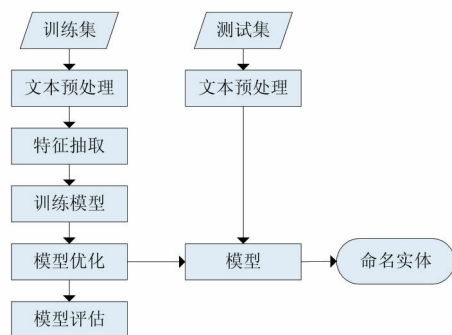 训练集
测试集
文本预处理
文本预处理
特征抽取
训练模型
模型优化
模型
命名实体
模型评估